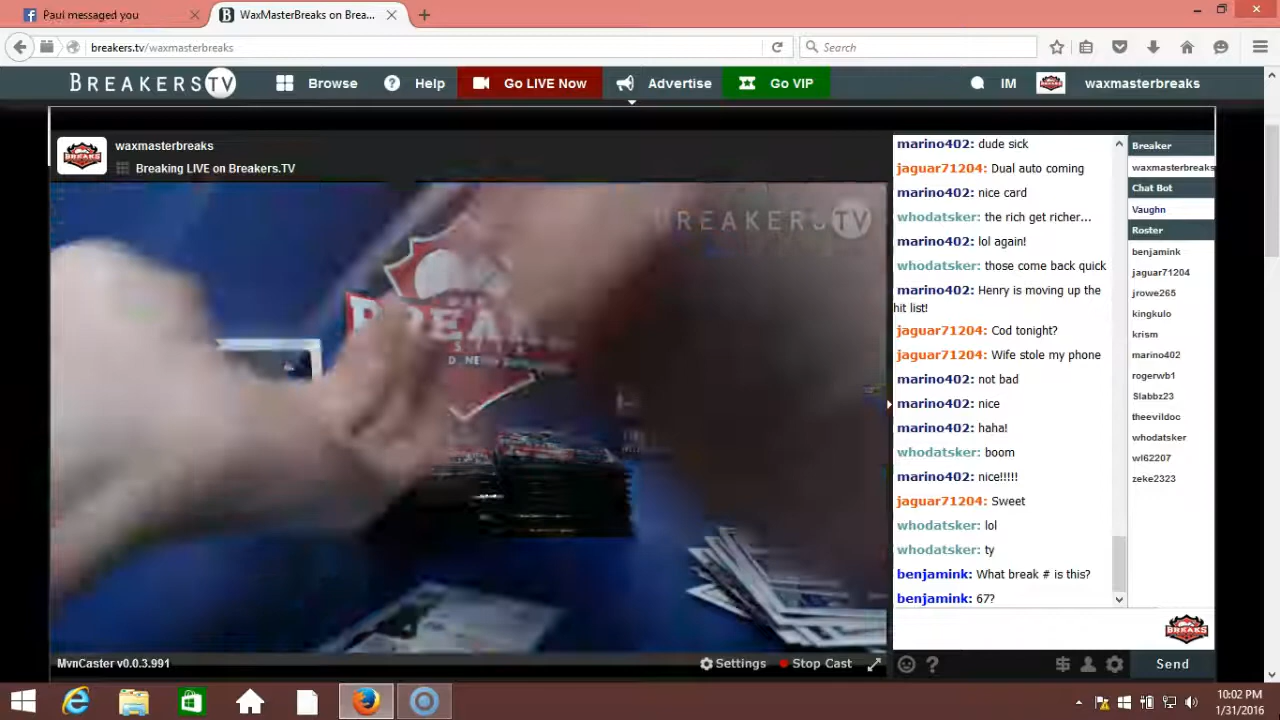 Paul messaged you
WaxMasterBreaks on Brea...
breakers.tv/waxmasterbreaks
Search
BREAKERSTV
Browse
Help
Go LIVE Now
Advertise
Go VIP
IM
waxmasterbreaks
waxmasterbreaks
Breaking LIVE on Breakers.TV
BREAKERSTV
marino402: dude sick
jaguar71204: Dual auto coming
marino402: nice card
whodatsker: the rich get richer...
marino402: lol again!
whodatsker: those come back quick
marino402: Henry is moving up the
hit list!
jaguar71204: Cod tonight?
jaguar71204: Wife stole my phone
marino402: not bad
marino402: nice
marino402: haha!
whodatsker: boom
marino402: nice!!!!!
jaguar71204: Sweet
whodatsker: lol
whodatsker: ty
benjamink: What break # is this?
benjamink: 67?
Breaker
waxmasterbreaks
Chat Bot
Vaughn
Roster
benjamink
jaguar71204
jrowe265
kingkulo
krism
marino402
rogerwb1
Slabbz23
theevildoc
whodatsker
wl62207
zeke2323
BREAKS
MvnCaster v0.0.3.991
Settings
Stop Cast
Send
10:02 PM
1/31/2016